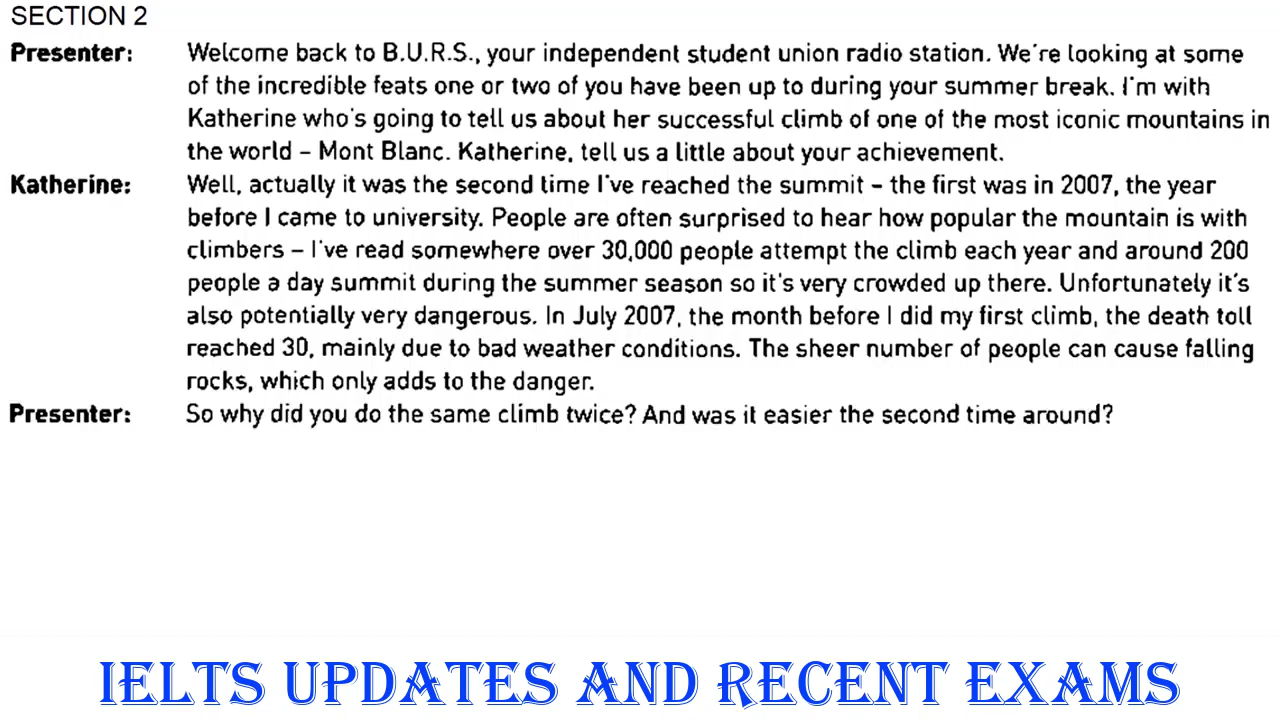 SECTION 2
Presenter: Welcome back to B.U.R.S., your independent student union radio station. We're looking at some
of the incredible feats one or two of you have been up to during your summer break. I'm with
Katherine who's going to tell us about her successful climb of one of the most iconic mountains in
the world – Mont Blanc. Katherine, tell us a little about your achievement.
Katherine: Well, actually it was the second time I've reached the summit – the first was in 2007, the year
before I came to university. People are often surprised to hear how popular the mountain is with
climbers – I've read somewhere over 30,000 people attempt the climb each year and around 200
people a day summit during the summer season so it's very crowded up there. Unfortunately it's
also potentially very dangerous. In July 2007, the month before I did my first climb, the death toll
reached 30, mainly due to bad weather conditions. The sheer number of people can cause falling
rocks, which only adds to the danger.
Presenter: So why did you do the same climb twice? And was it easier the second time around?
IELTS UPDATES AND RECENT EXAMS